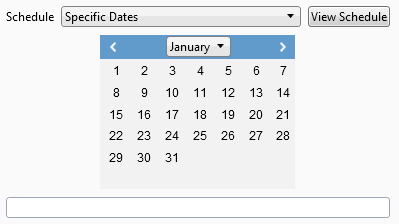 Schedule Specific Dates View Schedule
January
1 2 3 4 5 6 7
8 9 10 11 12 13 14
15 16 17 18 19 20 21
22 23 24 25 26 27 28
29 30 31